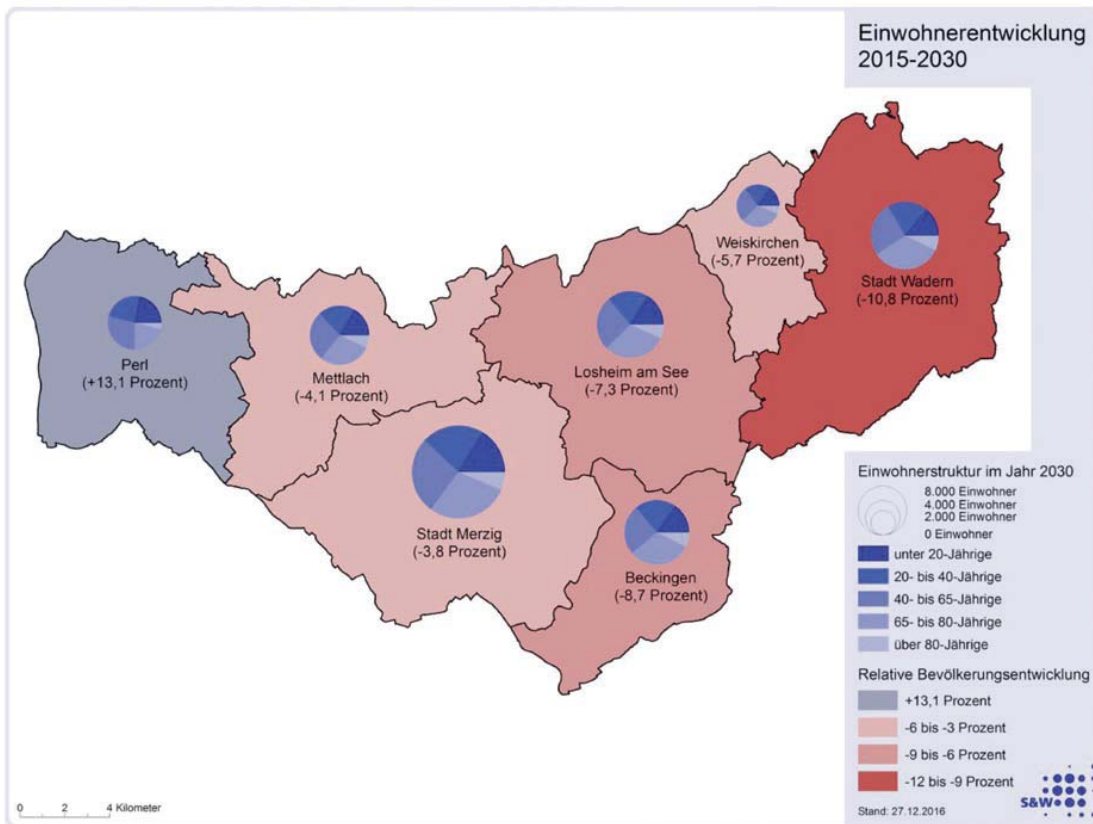 Einwohnerentwicklung
2015-2030
Weiskirchen
(-5,7 Prozent)
Stadt Wadern
(-10,8 Prozent)
Perl
(+13,1 Prozent)
Mettlach
(-4,1 Prozent)
Losheim am See
(-7,3 Prozent)
Stadt Merzig
(-3,8 Prozent)
Beckingen
(-8,7 Prozent)
Einwohnerstruktur im Jahr 2030
8.000 Einwohner
4.000 Einwohner
2.000 Einwohner
0 Einwohner
unter 20-Jährige
20- bis 40-Jährige
40- bis 65-Jährige
65- bis 80-Jährige
über 80-Jährige
Relative Bevölkerungsentwicklung
+13,1 Prozent
-6 bis -3 Prozent
-9 bis -6 Prozent
-12 bis -9 Prozent
Stand: 27.12.2016
S&W
0 2 4 Kilometer